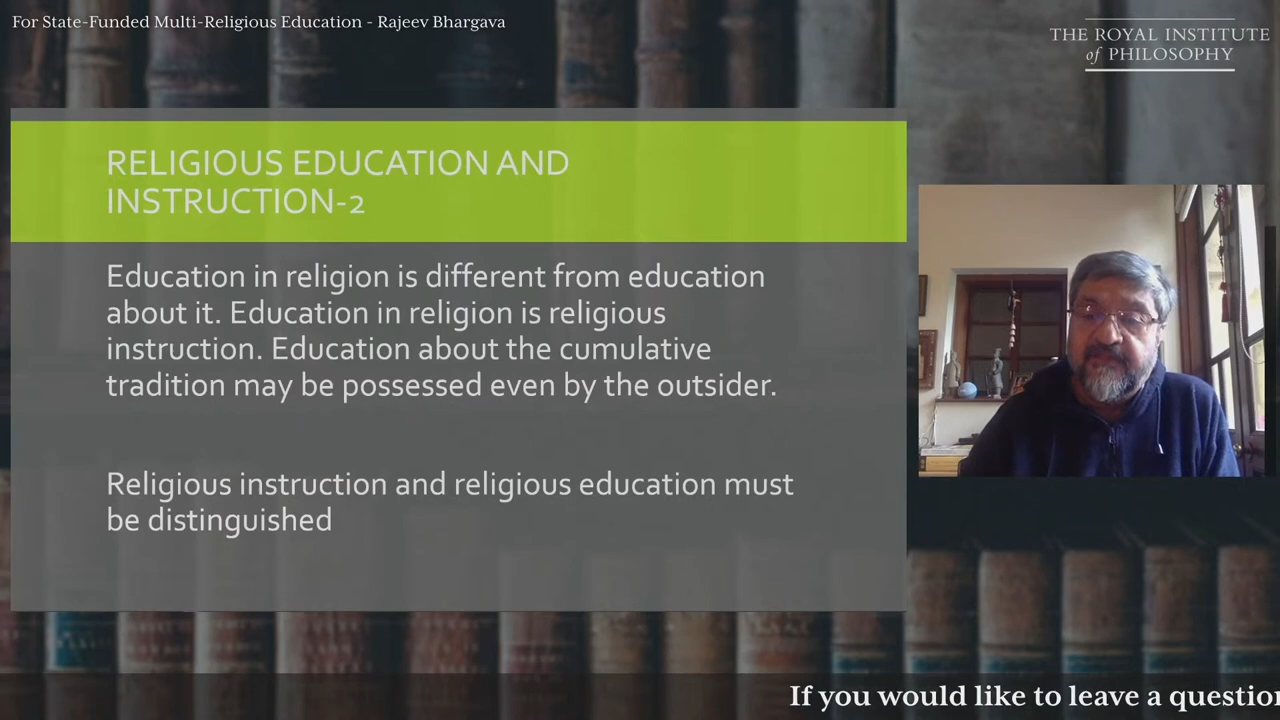 For State-Funded Multi-Religious Education - Rajeev Bhargava
THE ROYAL INSTITUTE
of PHILOSOPHY
RELIGIOUS EDUCATION AND
INSTRUCTION-2
Education in religion is different from education
about it. Education in religion is religious
instruction. Education about the cumulative
tradition may be possessed even by the outsider.
Religious instruction and religious education must
be distinguished
If you would like to leave a question